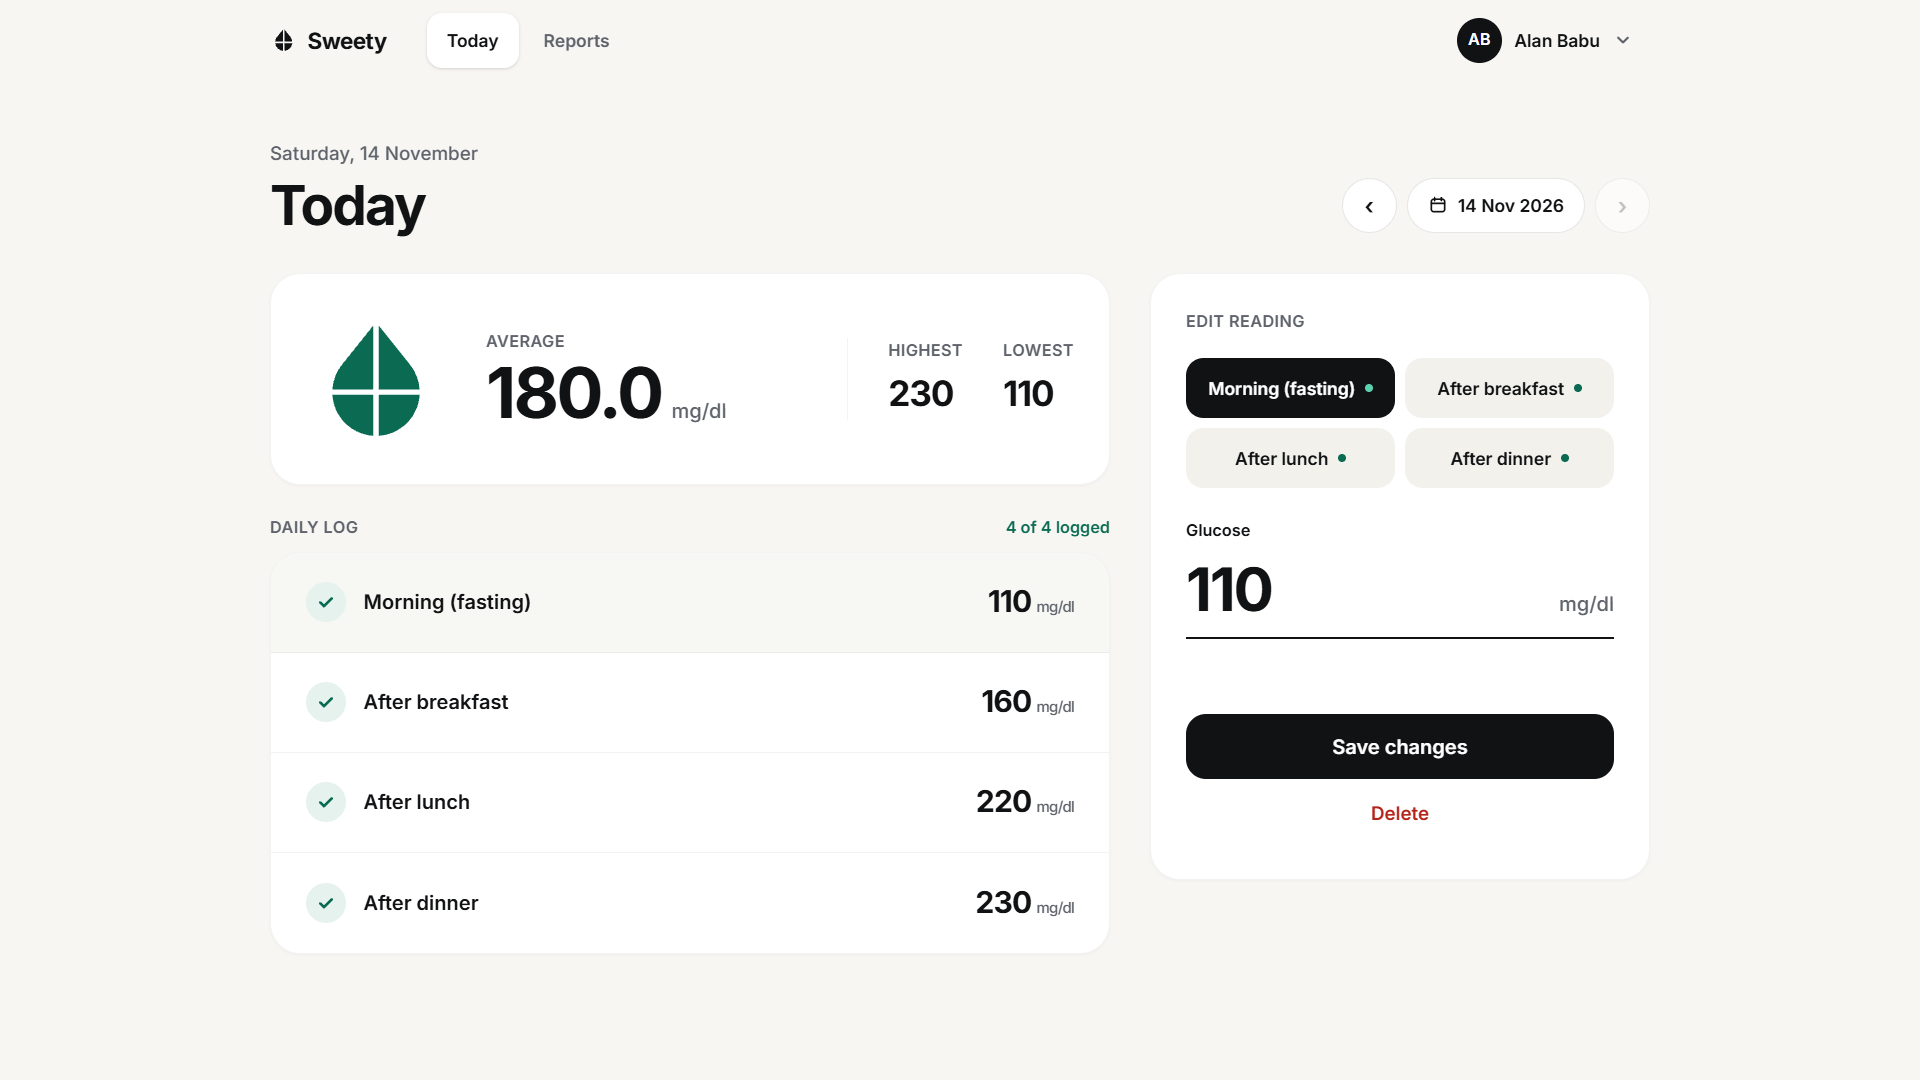 Sweety
Today
Reports
AB
Alan Babu
Saturday, 14 November
Today
‹
14 Nov 2026
›
AVERAGE
180.0 mg/dl
HIGHEST
230
LOWEST
110
DAILY LOG
4 of 4 logged
Morning (fasting)
110 mg/dl
After breakfast
160 mg/dl
After lunch
220 mg/dl
After dinner
230 mg/dl
EDIT READING
Morning (fasting)
After breakfast
After lunch
After dinner
Glucose
110
mg/dl
Save changes
Delete